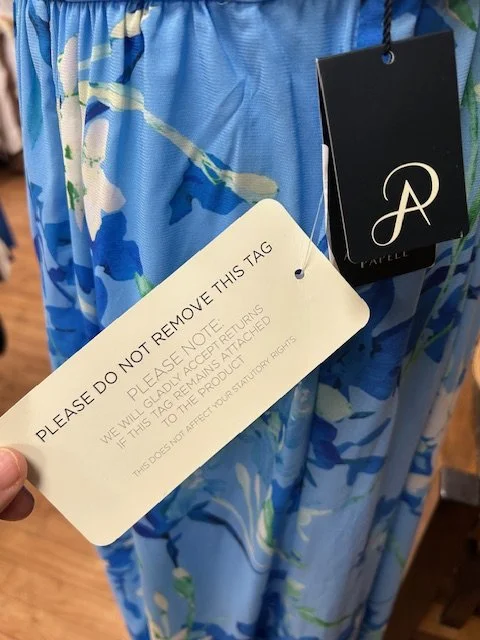 PLEASE DO NOT REMOVE THIS TAG
PLEASE NOTE:
WE WILL GLADLY ACCEPT RETURNS
IF THIS TAG REMAINS ATTACHED
TO THE PRODUCT
THIS DOES NOT AFFECT YOUR STATUTORY RIGHTS
AP
PAPELL